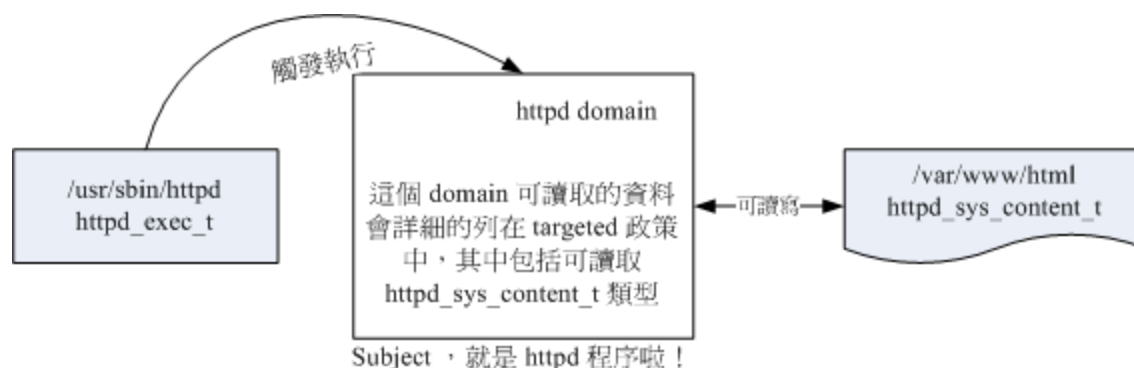 觸發執行
/usr/sbin/httpd
httpd_exec_t
httpd domain
這個 domain 可讀取的資料
會詳細的列在 targeted 政策
中，其中包括可讀取
httpd_sys_content_t 類型
Subject ，就是 httpd 程序啦！
可讀寫
/var/www/html
httpd_sys_content_t